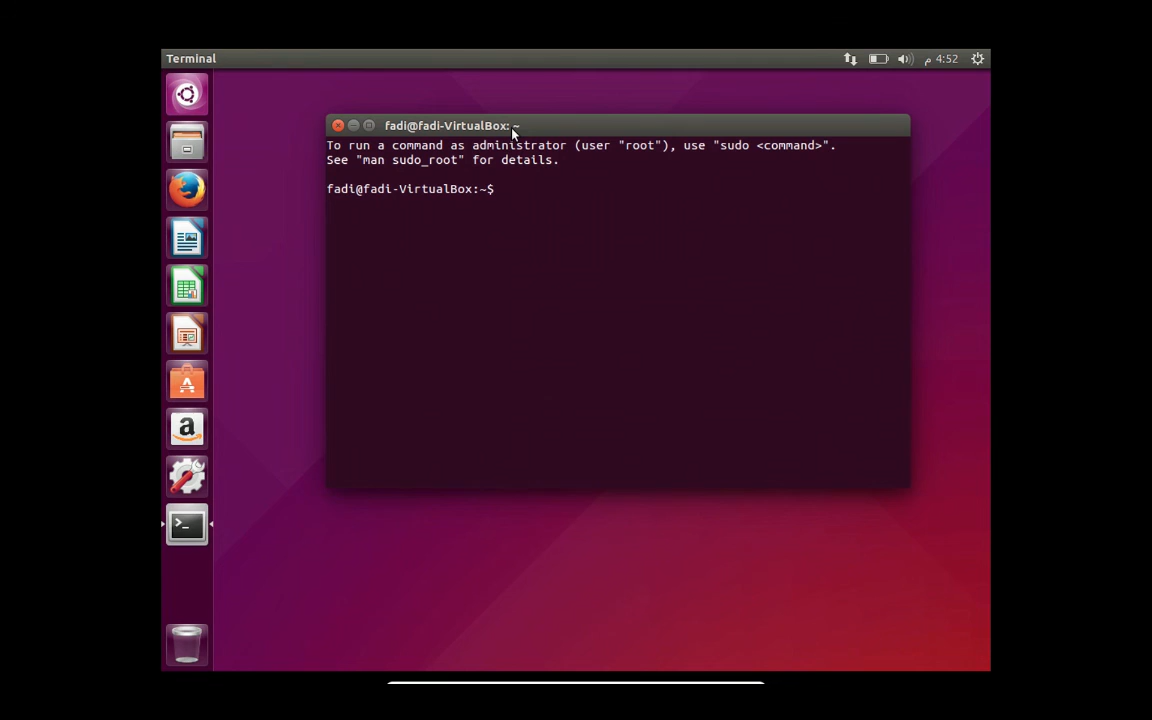 Terminal
4:52 م
fadi@fadi-VirtualBox: ~
To run a command as administrator (user "root"), use "sudo <command>".
See "man sudo_root" for details.
fadi@fadi-VirtualBox:~$